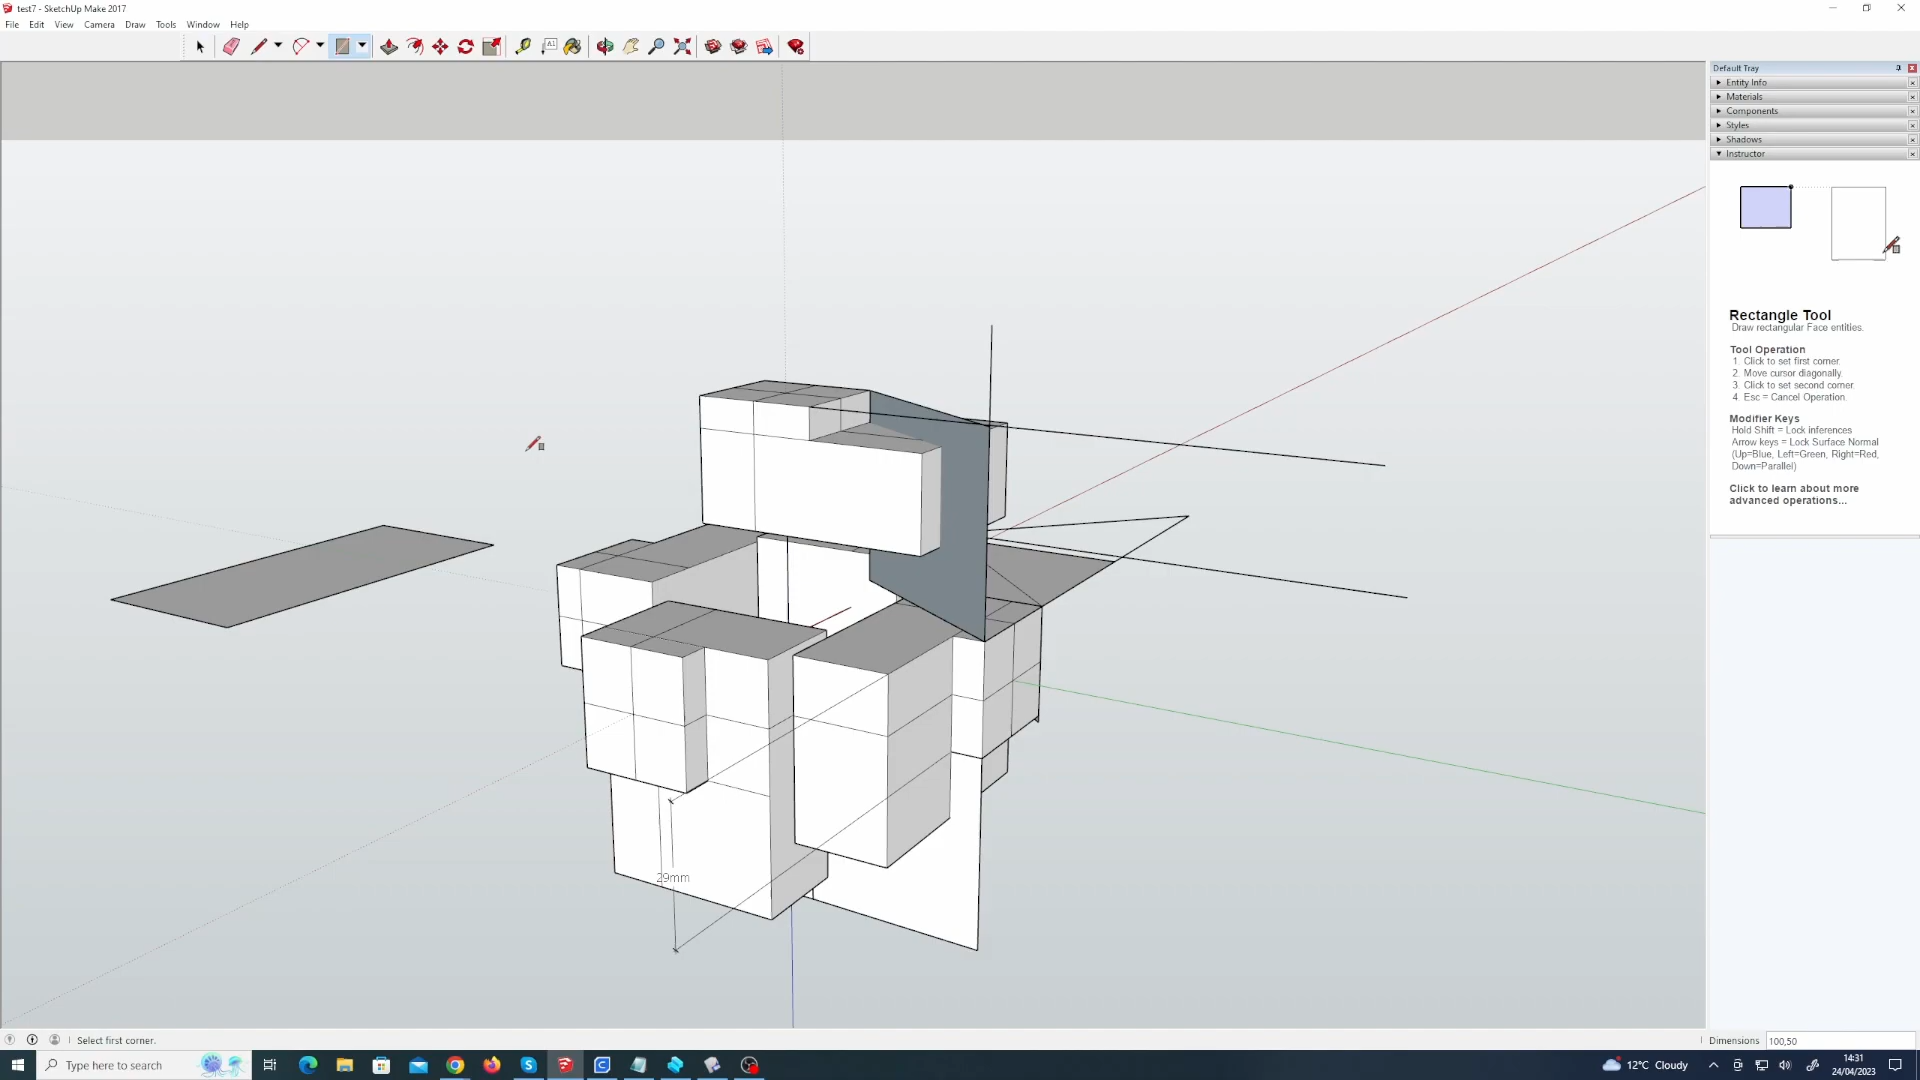 test7 - SketchUp Make 2017
File Edit View Camera Draw Tools Window Help
A1
Default Tray
Entity Info
Materials
Components
Styles
Shadows
Instructor
Rectangle Tool
Draw rectangular Face entities.
Tool Operation
1. Click to set first corner.
2. Move cursor diagonally.
3. Click to set second corner.
4. Esc = Cancel Operation.
Modifier Keys
Hold Shift = Lock inferences
Arrow keys = Lock Surface Normal
(Up=Blue, Left=Green, Right=Red,
Down=Parallel)
Click to learn about more
advanced operations...
29mm
Select first corner.
Dimensions 100,50
Type here to search
12°C Cloudy
14:31
24/04/2023